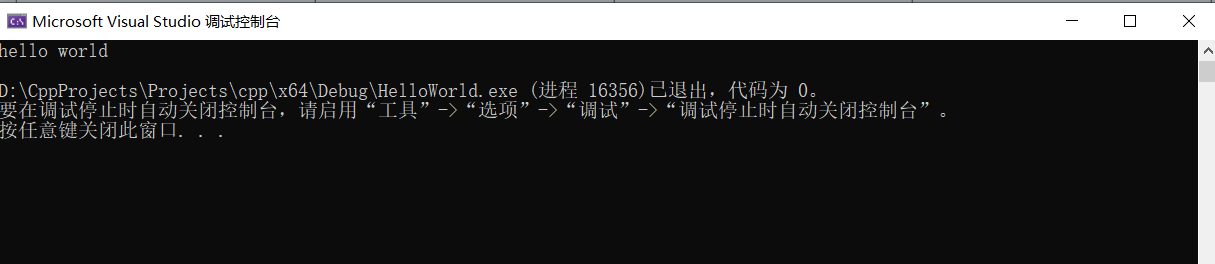 Microsoft Visual Studio 调试控制台
hello world
D:\CppProjects\Projects\cpp\x64\Debug\HelloWorld.exe (进程 16356)已退出，代码为 0。
要在调试停止时自动关闭控制台，请启用“工具”->“选项”->“调试”->“调试停止时自动关闭控制台”。
按任意键关闭此窗口. . .